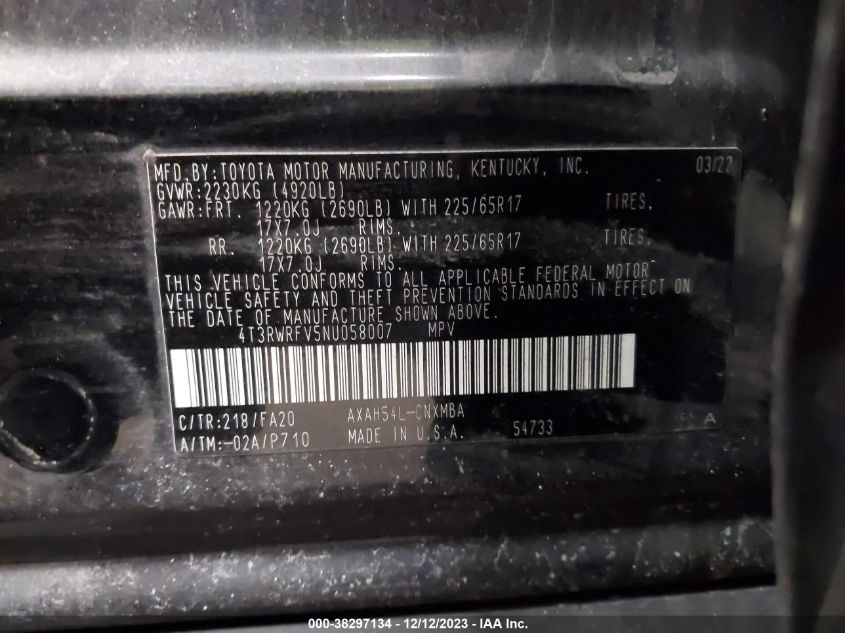 MFD.BY:TOYOTA MOTOR MANUFACTURING, KENTUCKY, INC. 03/22
GVWR:2230KG (4920LB)
GAWR:FRT. 1220KG (2690LB) WITH 225/65R17 TIRES,
17X7.0J RIMS.
RR. 1220KG (2690LB) WITH 225/65R17 TIRES,
17X7.0J RIMS.
THIS VEHICLE CONFORMS TO ALL APPLICABLE FEDERAL MOTOR
VEHICLE SAFETY AND THEFT PREVENTION STANDARDS IN EFFECT ON
THE DATE OF MANUFACTURE SHOWN ABOVE.
4T3RWRFV5NU058007 MPV
C/TR:218/FA20 AXAH54L-CNXMBA
A/TM:-02A/P710 MADE IN U.S.A. 54733 A
000-38297134 - 12/12/2023 - IAA Inc.